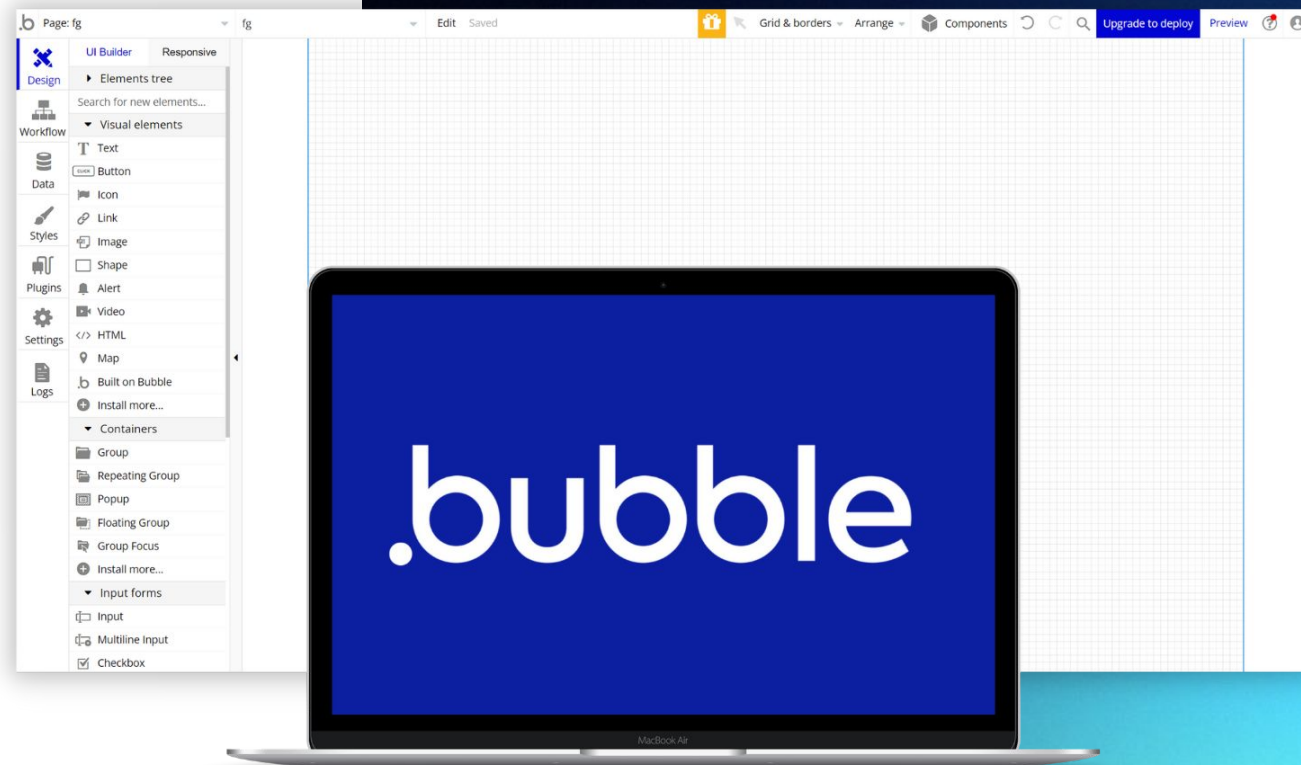 .b Page: fg fg Edit Saved Grid & borders Arrange Components Upgrade to deploy Preview
UI Builder Responsive
Design
Workflow
Data
Styles
Plugins
Settings
Logs
Elements tree
Search for new elements...
Visual elements
T Text
CLICK Button
Icon
Link
Image
Shape
Alert
Video
</> HTML
Map
.b Built on Bubble
Install more...
Containers
Group
Repeating Group
Popup
Floating Group
Group Focus
Install more...
Input forms
Input
Multiline Input
Checkbox
.bubble
MacBook Air